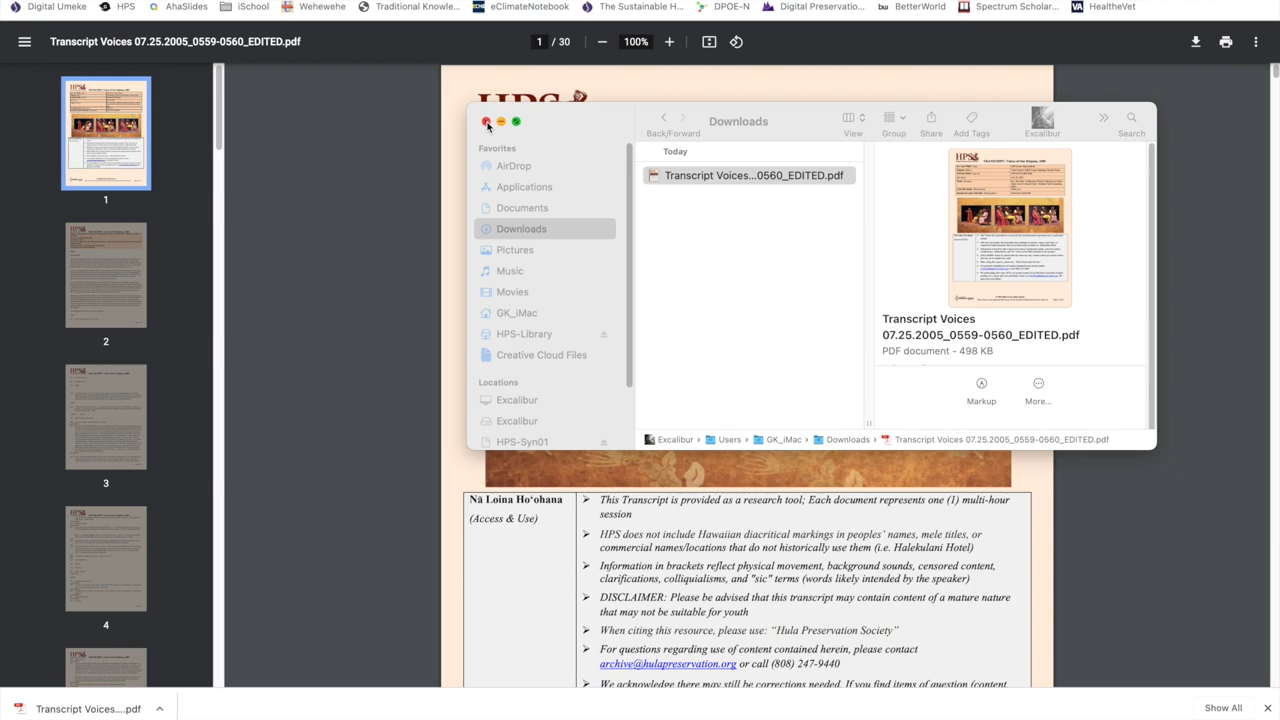 Digital Umeke
HPS
AhaSlides
iSchool
Wehewehe
Traditional Knowle...
eClimateNotebook
The Sustainable H...
DPOE-N
Digital Preservatio...
BetterWorld
Spectrum Scholar...
HealtheVet
Transcript Voices 07.25.2005_0559-0560_EDITED.pdf
1 / 30
100%
1
2
3
4
HPS
Favorites
AirDrop
Applications
Documents
Downloads
Pictures
Music
Movies
GK_iMac
HPS-Library
Creative Cloud Files
Locations
Excalibur
Excalibur
HPS-Syn01
Downloads
Back/Forward
View
Group
Share
Add Tags
Excalibur
Search
Today
Transcript Voices...0560_EDITED.pdf
Transcript Voices
07.25.2005_0559-0560_EDITED.pdf
PDF document - 498 KB
Markup
More...
Excalibur › Users › GK_iMac › Downloads › Transcript Voices 07.25.2005_0559-0560_EDITED.pdf
Nā Loina Hoʻohana
(Access & Use)
➢ This Transcript is provided as a research tool; Each document represents one (1) multi-hour
session
➢ HPS does not include Hawaiian diacritical markings in peoples' names, mele titles, or
commercial names/locations that do not historically use them (i.e. Halekulani Hotel)
➢ Information in brackets reflect physical movement, background sounds, censored content,
clarifications, colliquialisms, and "sic" terms (words likely intended by the speaker)
➢ DISCLAIMER: Please be advised that this transcript may contain content of a mature nature
that may not be suitable for youth
➢ When citing this resource, please use: "Hula Preservation Society"
➢ For questions regarding use of content contained herein, please contact
archive@hulapreservation.org or call (808) 247-9440
➢ We acknowledge there may still be corrections needed. If you find items of question (content,
Transcript Voices....pdf
Show All